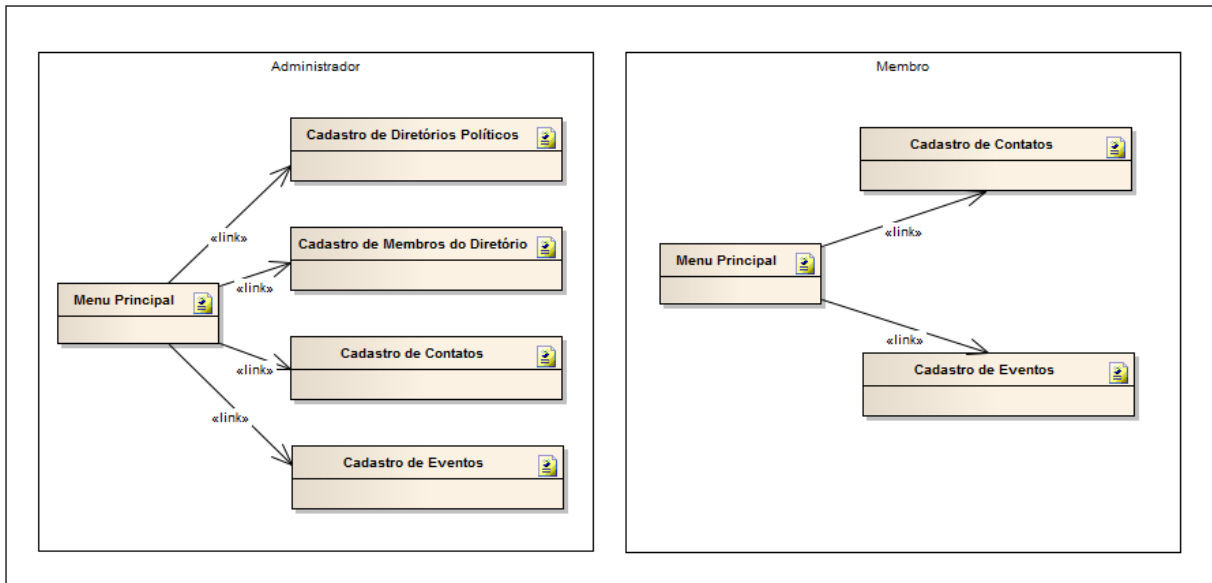 Administrador
Cadastro de Diretórios Políticos
«link»
Cadastro de Membros do Diretório
«link»
Menu Principal
Cadastro de Contatos
«link»
«link»
Cadastro de Eventos
Membro
Cadastro de Contatos
«link»
Menu Principal
«link»
Cadastro de Eventos